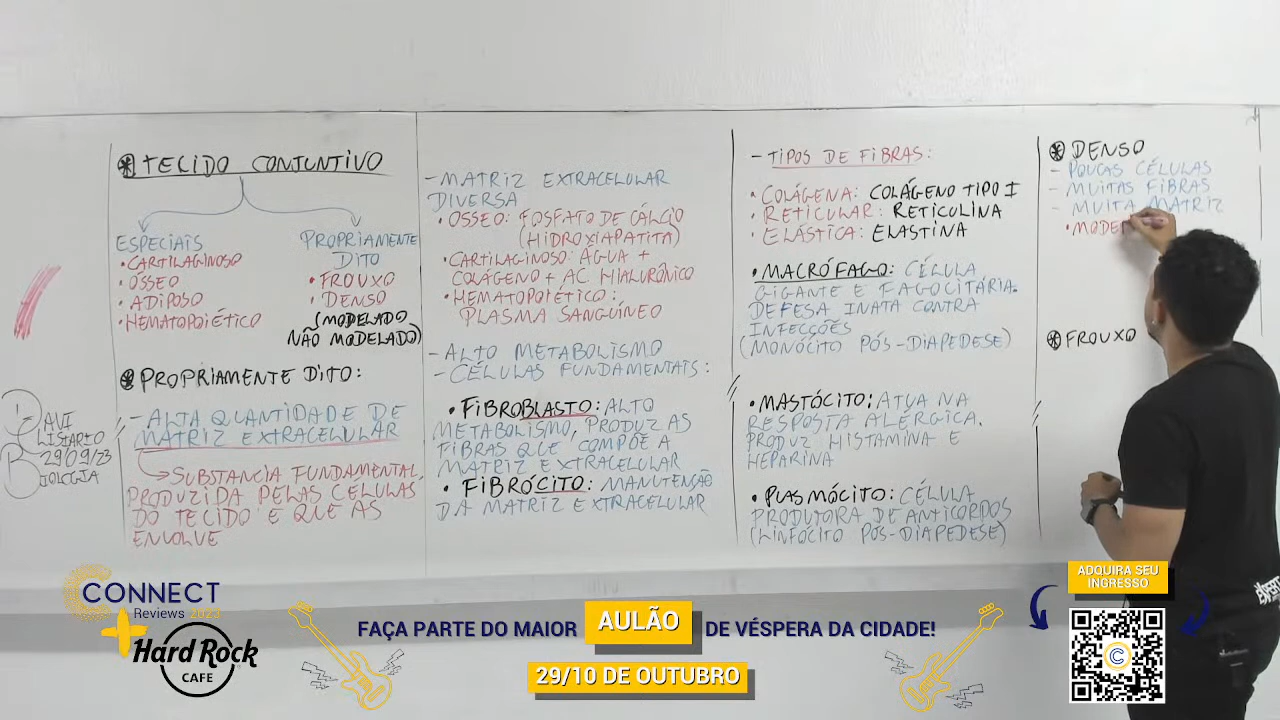 * TECIDO CONJUNTIVO
ESPECIAIS
• CARTILAGINOSO
• ÓSSEO
• ADIPOSO
• HEMATOPOIÉTICO
PROPRIAMENTE
DITO
• FROUXO
• DENSO
(MODELADO
NÃO MODELADO)
* PROPRIAMENTE DITO:
- ALTA QUANTIDADE DE
MATRIZ EXTRACELULAR
→ SUBSTANCIA FUNDAMENTAL
PRODUZIDA PELAS CÉLULAS
DO TECIDO E QUE AS
ENVOLVE
DAVI
LISTARTO
29/09/23
BIOLOGIA
- MATRIZ EXTRACELULAR
DIVERSA
• OSSEO: FOSFATO DE CÁLCIO
(HIDROXIAPATITA)
• CARTILAGINOSO: ÁGUA +
COLÁGENO + AC. HIALURÔNICO
• HEMATOPOIÉTICO:
PLASMA SANGUÍNEO
- ALTO METABOLISMO
- CÉLULAS FUNDAMENTAIS:
• FIBROBLASTO: ALTO
METABOLISMO, PRODUZ AS
FIBRAS QUE COMPÕE A
MATRIZ EXTRACELULAR
• FIBRÓCITO: MANUTENÇÃO
DA MATRIZ EXTRACELULAR
- TIPOS DE FIBRAS:
• COLÁGENA: COLÁGENO TIPO I
• RETICULAR: RETICULINA
• ELÁSTICA: ELASTINA
• MACRÓFAGO: CÉLULA
GIGANTE E FAGOCITÁRIA.
DEFESA INATA CONTRA
INFECÇÕES
(MONÓCITO PÓS-DIAPEDESE)
• MASTÓCITO: ATUA NA
RESPOSTA ALÉRGICA.
PRODUZ HISTAMINA E
HEPARINA
• PLASMÓCITO: CÉLULA
PRODUTORA DE ANTICORPOS
(LINFOCITO PÓS-DIAPEDESE)
* DENSO
- POUCAS CÉLULAS
- MUITAS FIBRAS
- MUITA MATRIZ
• MODE
* FROUXO
CONNECT
Reviews 2023
+ Hard Rock
CAFE
FAÇA PARTE DO MAIOR AULÃO DE VÉSPERA DA CIDADE!
29/10 DE OUTUBRO
ADQUIRA SEU
INGRESSO